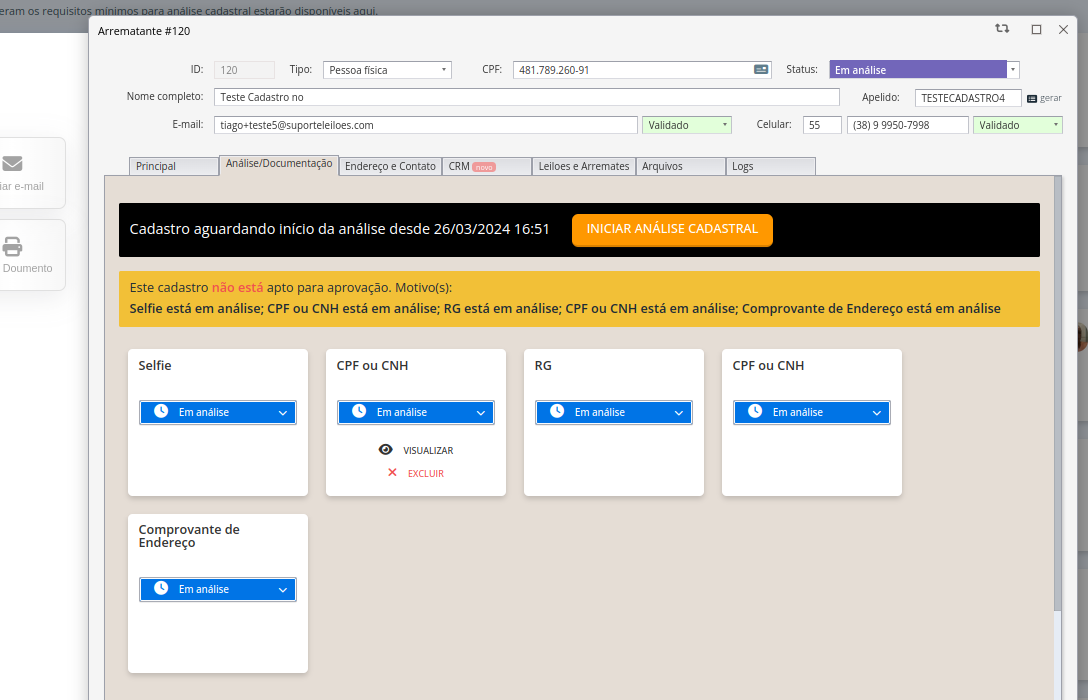 eram os requisitos mínimos para análise cadastral estarão disponíveis aqui.
Arrematante #120
ID: 120 Tipo: Pessoa física CPF: 481.789.260-91 Status: Em análise
Nome completo: Teste Cadastro no Apelido: TESTECADASTRO4 gerar
E-mail: tiago+teste5@suporteleiloes.com Validado Celular: 55 (38) 9 9950-7998 Validado
iar e-mail
Doumento
Principal Análise/Documentação Endereço e Contato CRM novo Leiloes e Arremates Arquivos Logs
Cadastro aguardando início da análise desde 26/03/2024 16:51 INICIAR ANÁLISE CADASTRAL
Este cadastro não está apto para aprovação. Motivo(s):
Selfie está em análise; CPF ou CNH está em análise; RG está em análise; CPF ou CNH está em análise; Comprovante de Endereço está em análise
Selfie CPF ou CNH RG CPF ou CNH
Em análise Em análise Em análise Em análise
VISUALIZAR
EXCLUIR
Comprovante de
Endereço
Em análise